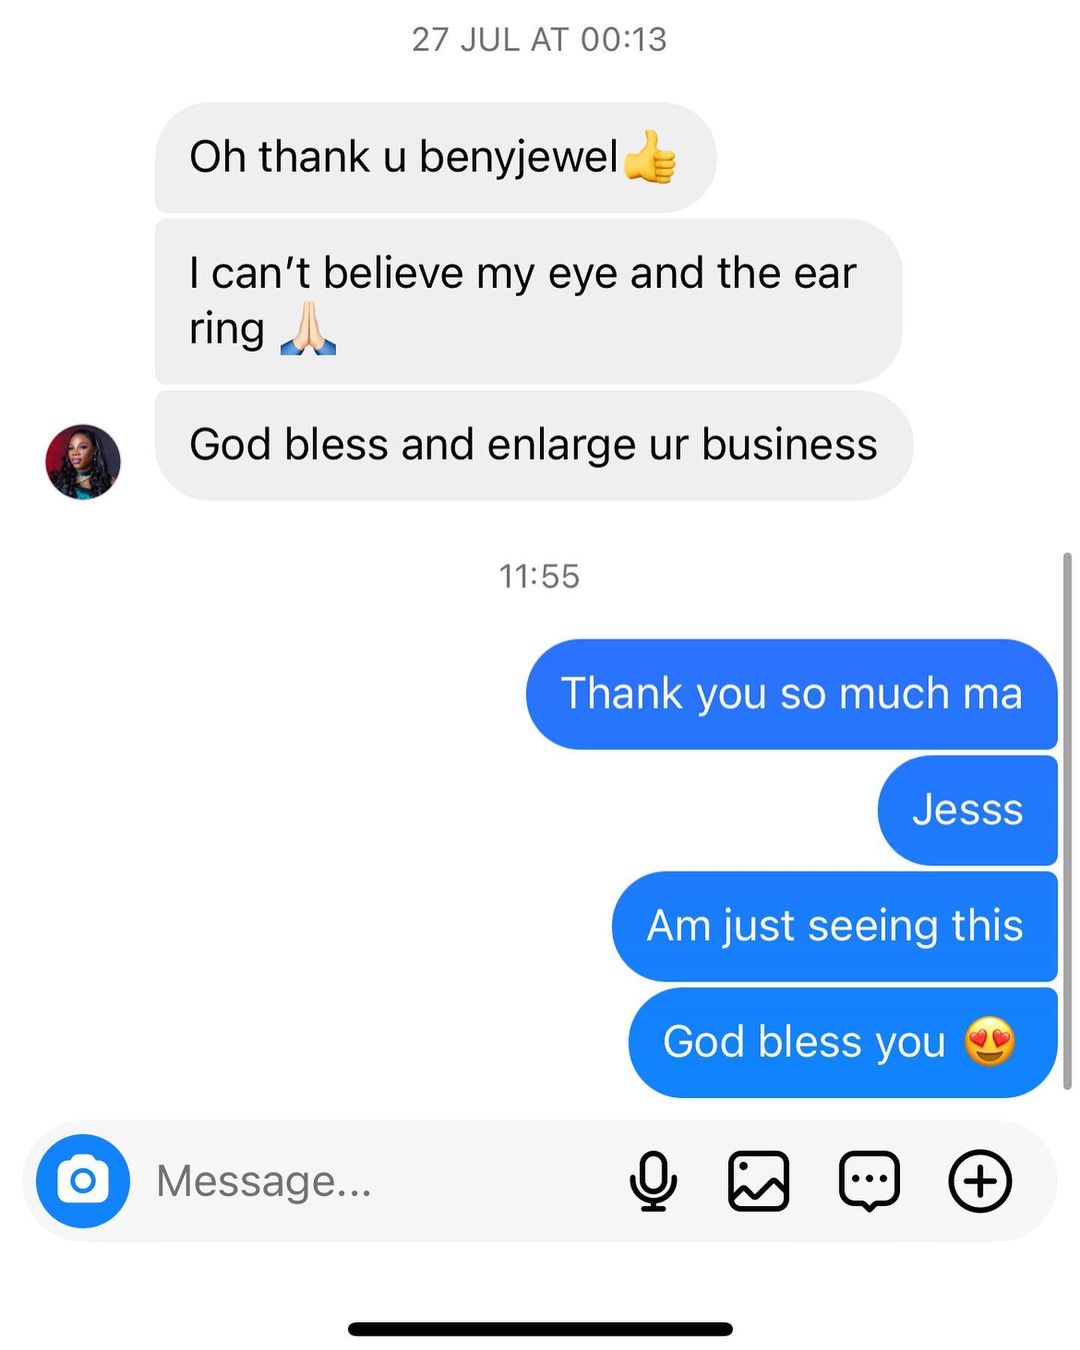 27 JUL AT 00:13
Oh thank u benyjewel👍
I can’t believe my eye and the ear
ring 🙏🏻
God bless and enlarge ur business
11:55
Thank you so much ma
Jesss
Am just seeing this
God bless you 😍
Message...